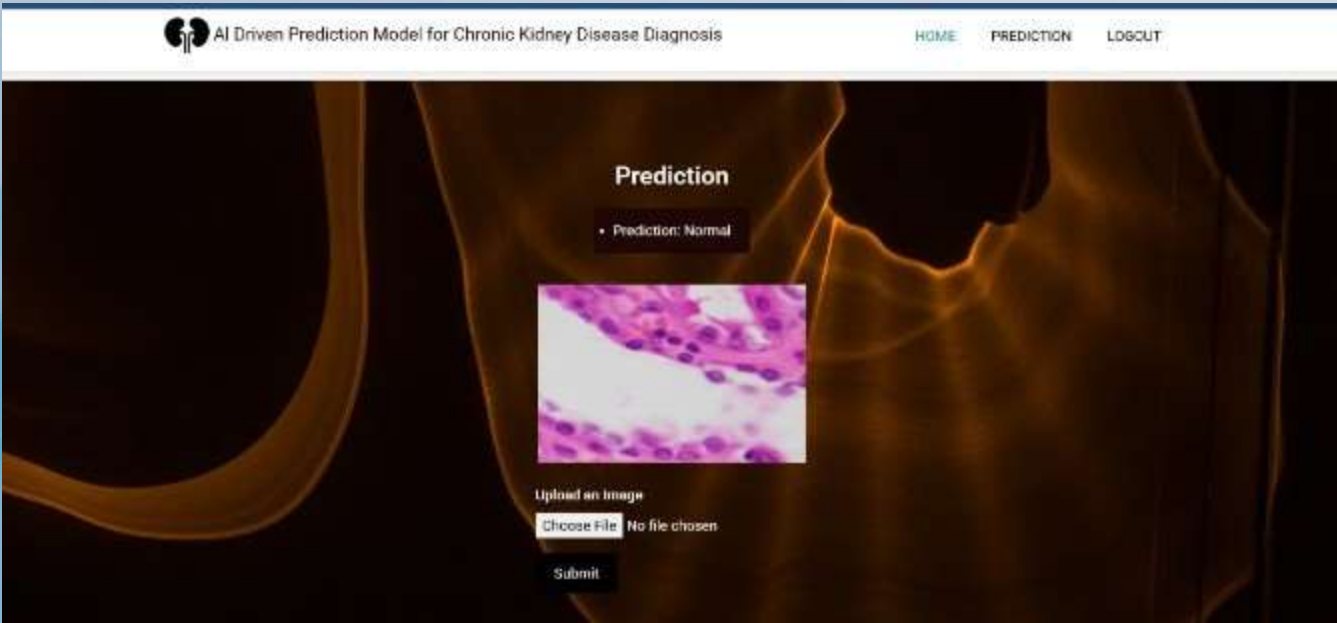 AI Driven Prediction Model for Chronic Kidney Disease Diagnosis
HOME PREDICTION LOGOUT
Prediction
• Prediction: Normal
Upload an Image
Choose File No file chosen
Submit